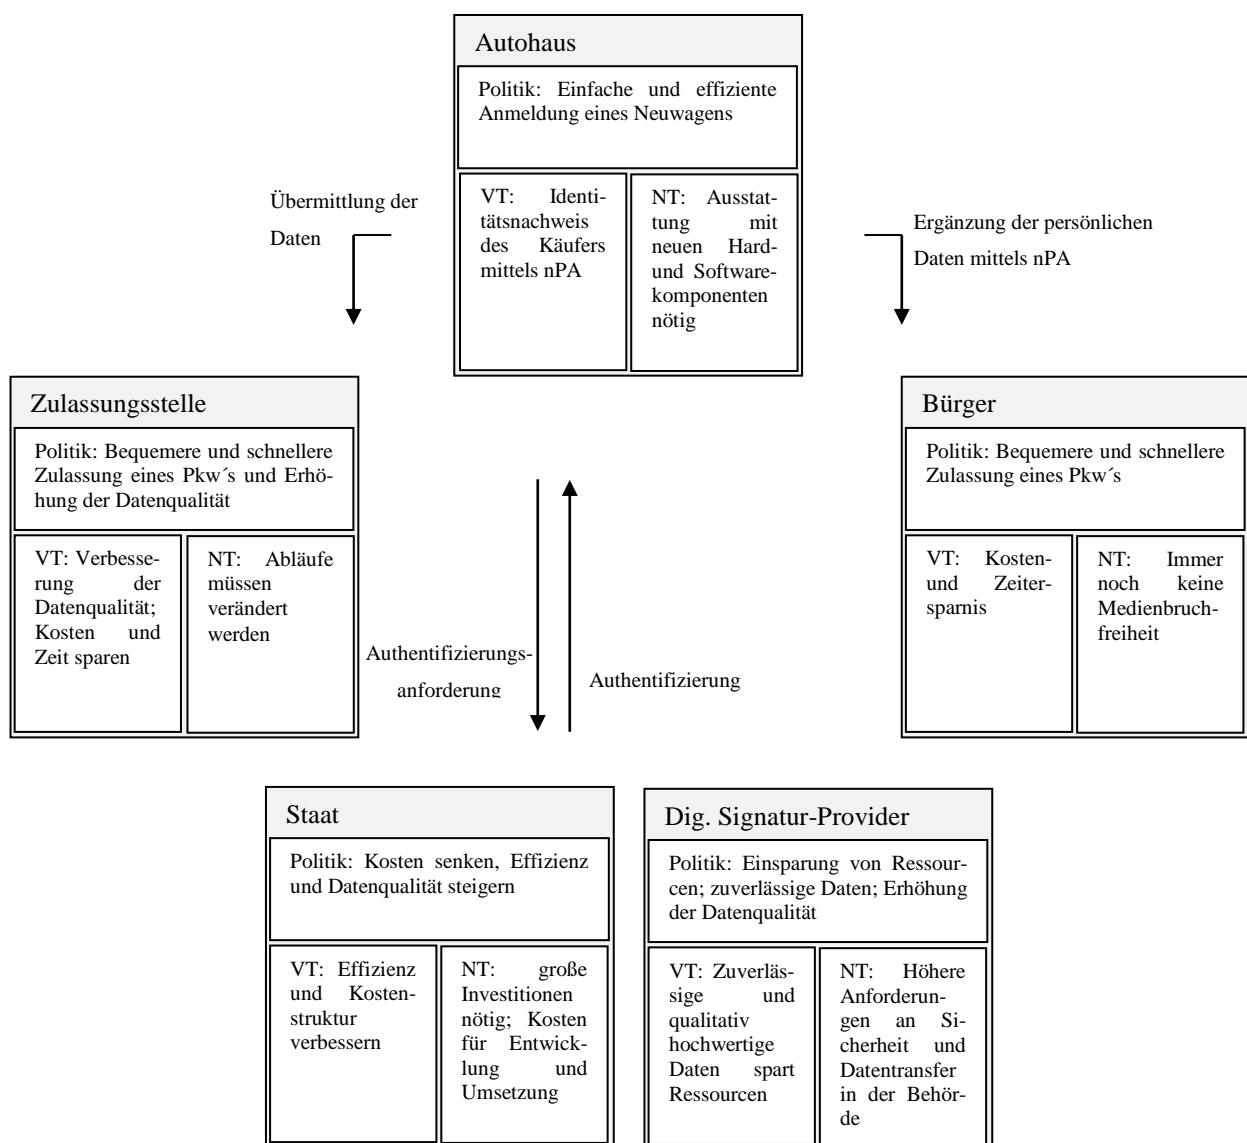 Autohaus
Politik: Einfache und effiziente
Anmeldung eines Neuwagens
VT: Identi-
tätsnachweis
des Käufers
mittels nPA
NT: Ausstat-
tung mit
neuen Hard-
und Software-
komponenten
nötig
Übermittlung der
Daten
Ergänzung der persönlichen
Daten mittels nPA
Zulassungsstelle
Politik: Bequemere und schnellere
Zulassung eines Pkw´s und Erhö-
hung der Datenqualität
VT: Verbesse-
rung der
Datenqualität;
Kosten und
Zeit sparen
NT: Abläufe
müssen
verändert
werden
Bürger
Politik: Bequemere und schnellere
Zulassung eines Pkw´s
VT: Kosten-
und Zeiter-
sparnis
NT: Immer
noch keine
Medienbruch-
freiheit
Authentifizierungs-
anforderung
Authentifizierung
Staat
Politik: Kosten senken, Effizienz
und Datenqualität steigern
VT: Effizienz
und Kosten-
struktur
verbessern
NT: große
Investitionen
nötig; Kosten
für Entwick-
lung und
Umsetzung
Dig. Signatur-Provider
Politik: Einsparung von Ressour-
cen; zuverlässige Daten; Erhöhung
der Datenqualität
VT: Zuverläs-
sige und
qualitativ
hochwertige
Daten spart
Ressourcen
NT: Höhere
Anforderun-
gen an Si-
cherheit und
Datentransfer
in der Behör-
de